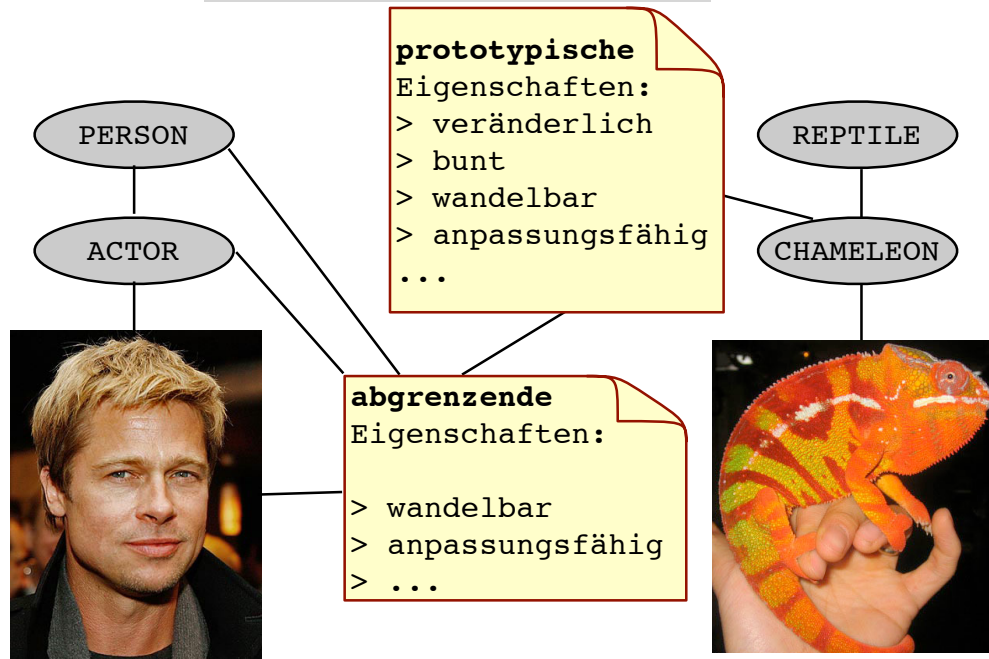 prototypische
Eigenschaften:
> veränderlich
> bunt
> wandelbar
> anpassungsfähig
...
PERSON
ACTOR
REPTILE
CHAMELEON
abgrenzende
Eigenschaften:
> wandelbar
> anpassungsfähig
> ...